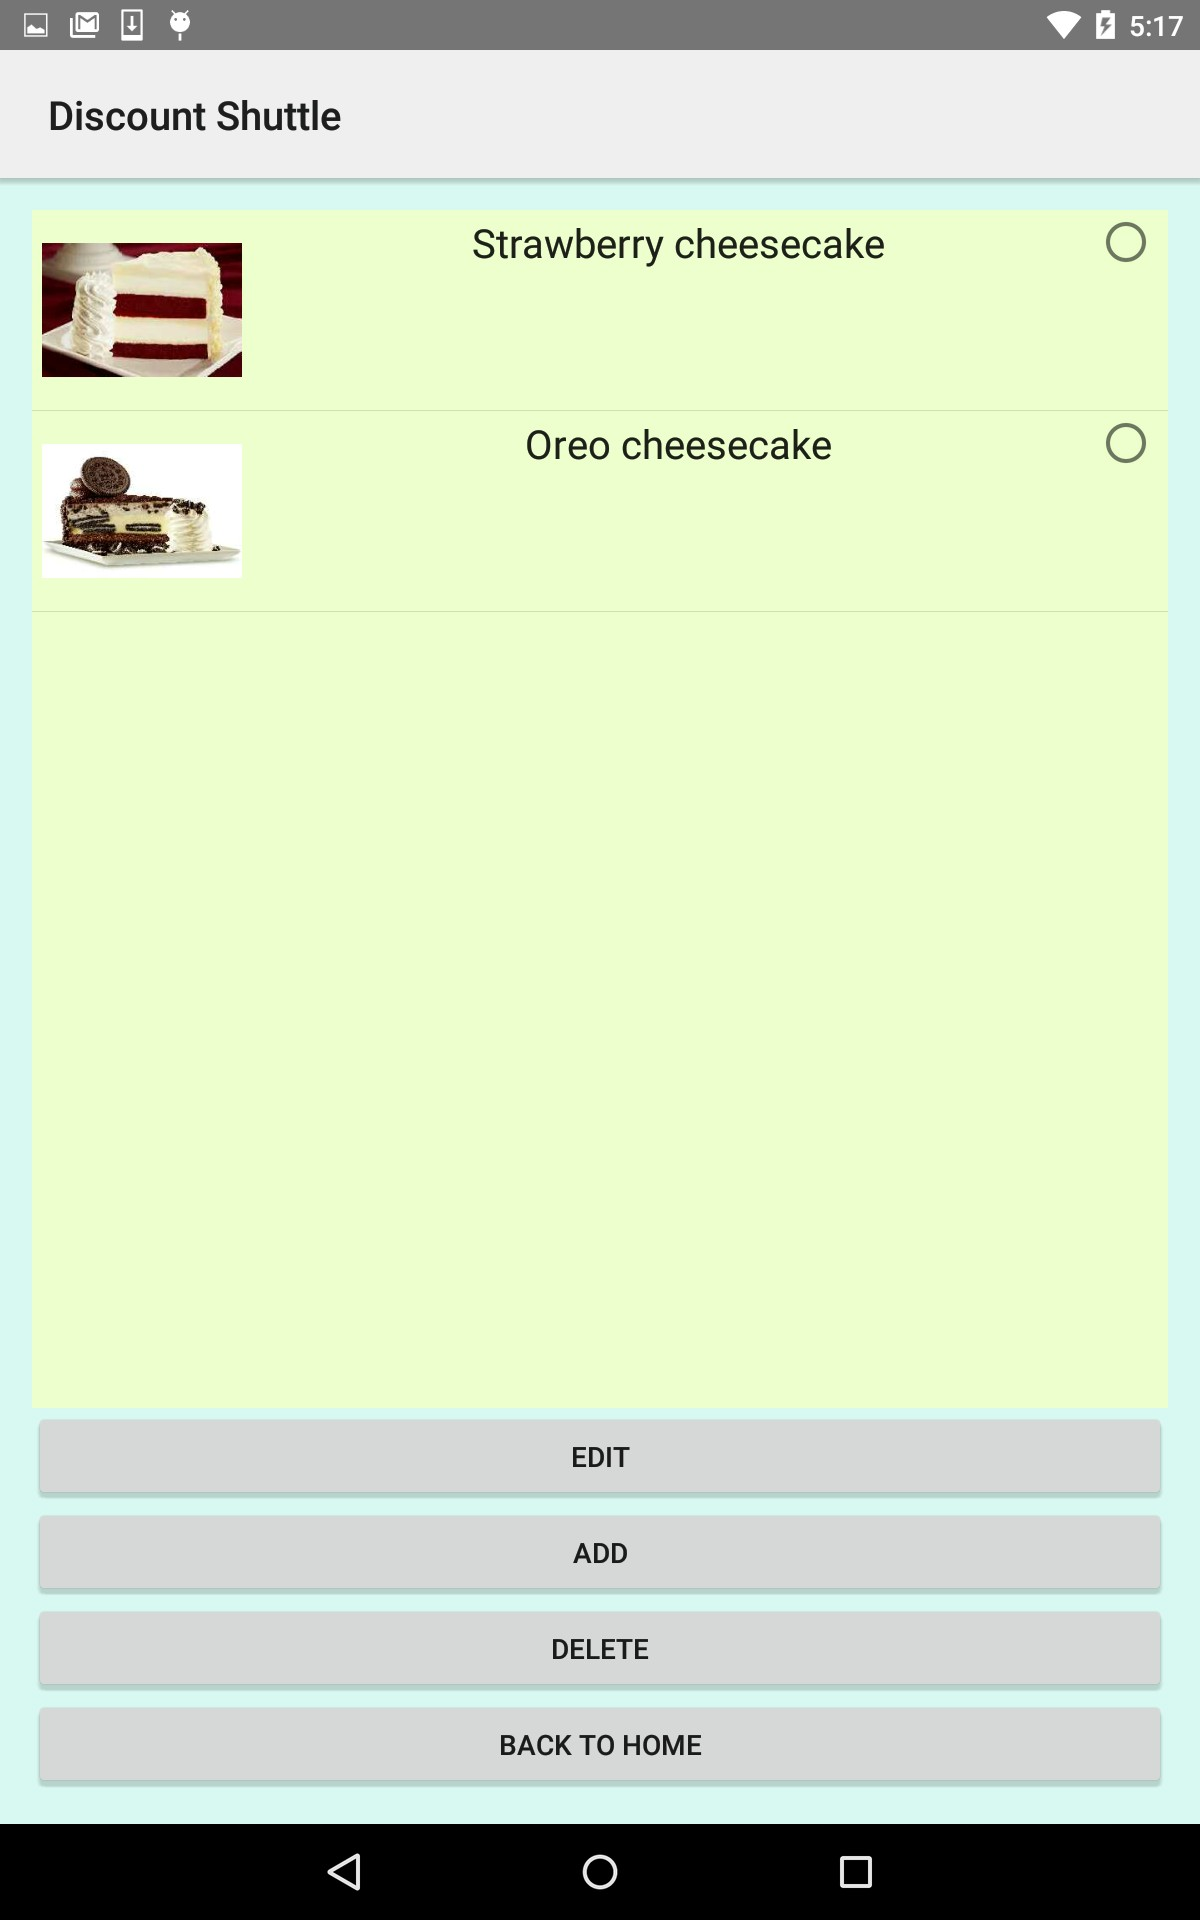 5:17
Discount Shuttle
Strawberry cheesecake
Oreo cheesecake
EDIT
ADD
DELETE
BACK TO HOME